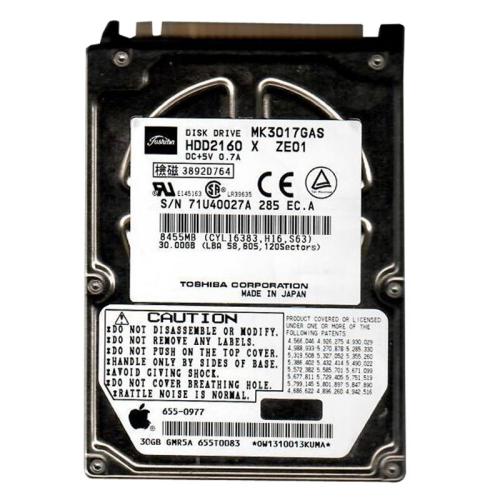 Toshiba
DISK DRIVE MK3017GAS
HDD2160 X ZE01
DC+5V 0.7A
檢磁 3892D764
E145163 LR39635 TÜV
S/N 71U40027A 285 EC.A
8455MB (CYL16383,H16,S63)
30.00GB (LBA 58,605,120Sectors)
TOSHIBA CORPORATION
MADE IN JAPAN
CAUTION
*DO NOT DISASSEMBLE OR MODIFY.
*DO NOT REMOVE ANY LABELS.
*DO NOT PUSH ON THE TOP COVER.
*HANDLE ONLY BY SIDES OF BASE.
*AVOID GIVING SHOCK.
*DO NOT COVER BREATHING HOLE.
*RATTLE NOISE IS NORMAL.
PRODUCT COVERED OR LICENSED
UNDER ONE OR MORE OF THE
FOLLOWING PATENTS
655-0977
30GB GMR5A 655T0083 *0W1310013KUMA*